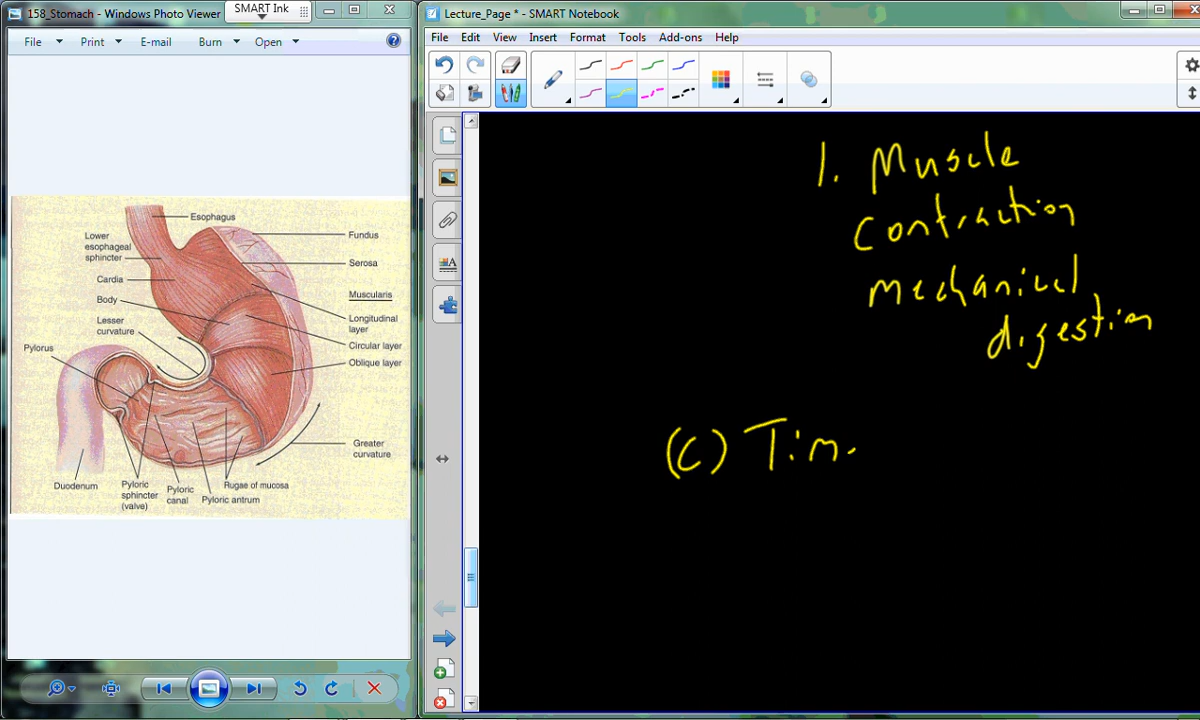 158_Stomach - Windows Photo Viewer
SMART Ink
File Print E-mail Burn Open
Esophagus
Lower
esophageal
sphincter
Cardia
Body
Lesser
curvature
Pylorus
Fundus
Serosa
Muscularis
Longitudinal
layer
Circular layer
Oblique layer
Greater
curvature
Duodenum
Pyloric
sphincter
(valve)
Pyloric
canal
Rugae of mucosa
Pyloric antrum
Lecture_Page * - SMART Notebook
File Edit View Insert Format Tools Add-ons Help
1. Muscle
contraction
mechanical
digestion
(C) Tim.